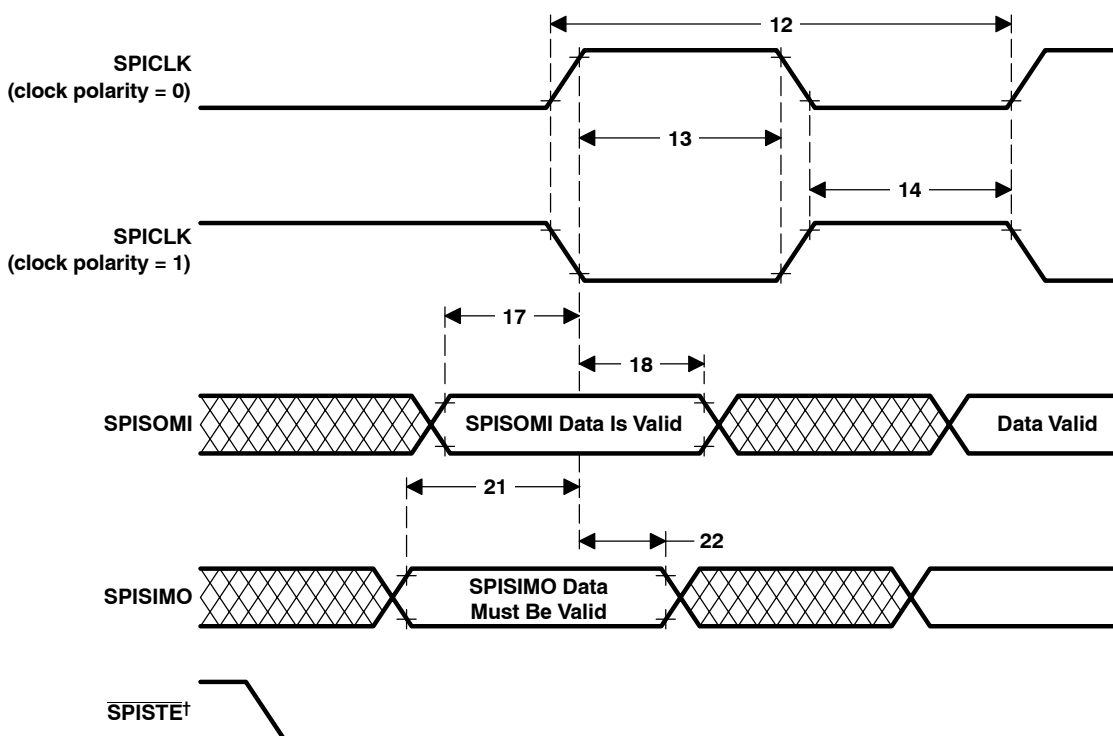 12
SPICLK
(clock polarity = 0)
13
14
SPICLK
(clock polarity = 1)
17
18
SPISOMI
SPISOMI Data Is Valid
Data Valid
21
22
SPISIMO
SPISIMO Data
Must Be Valid
SPISTE†